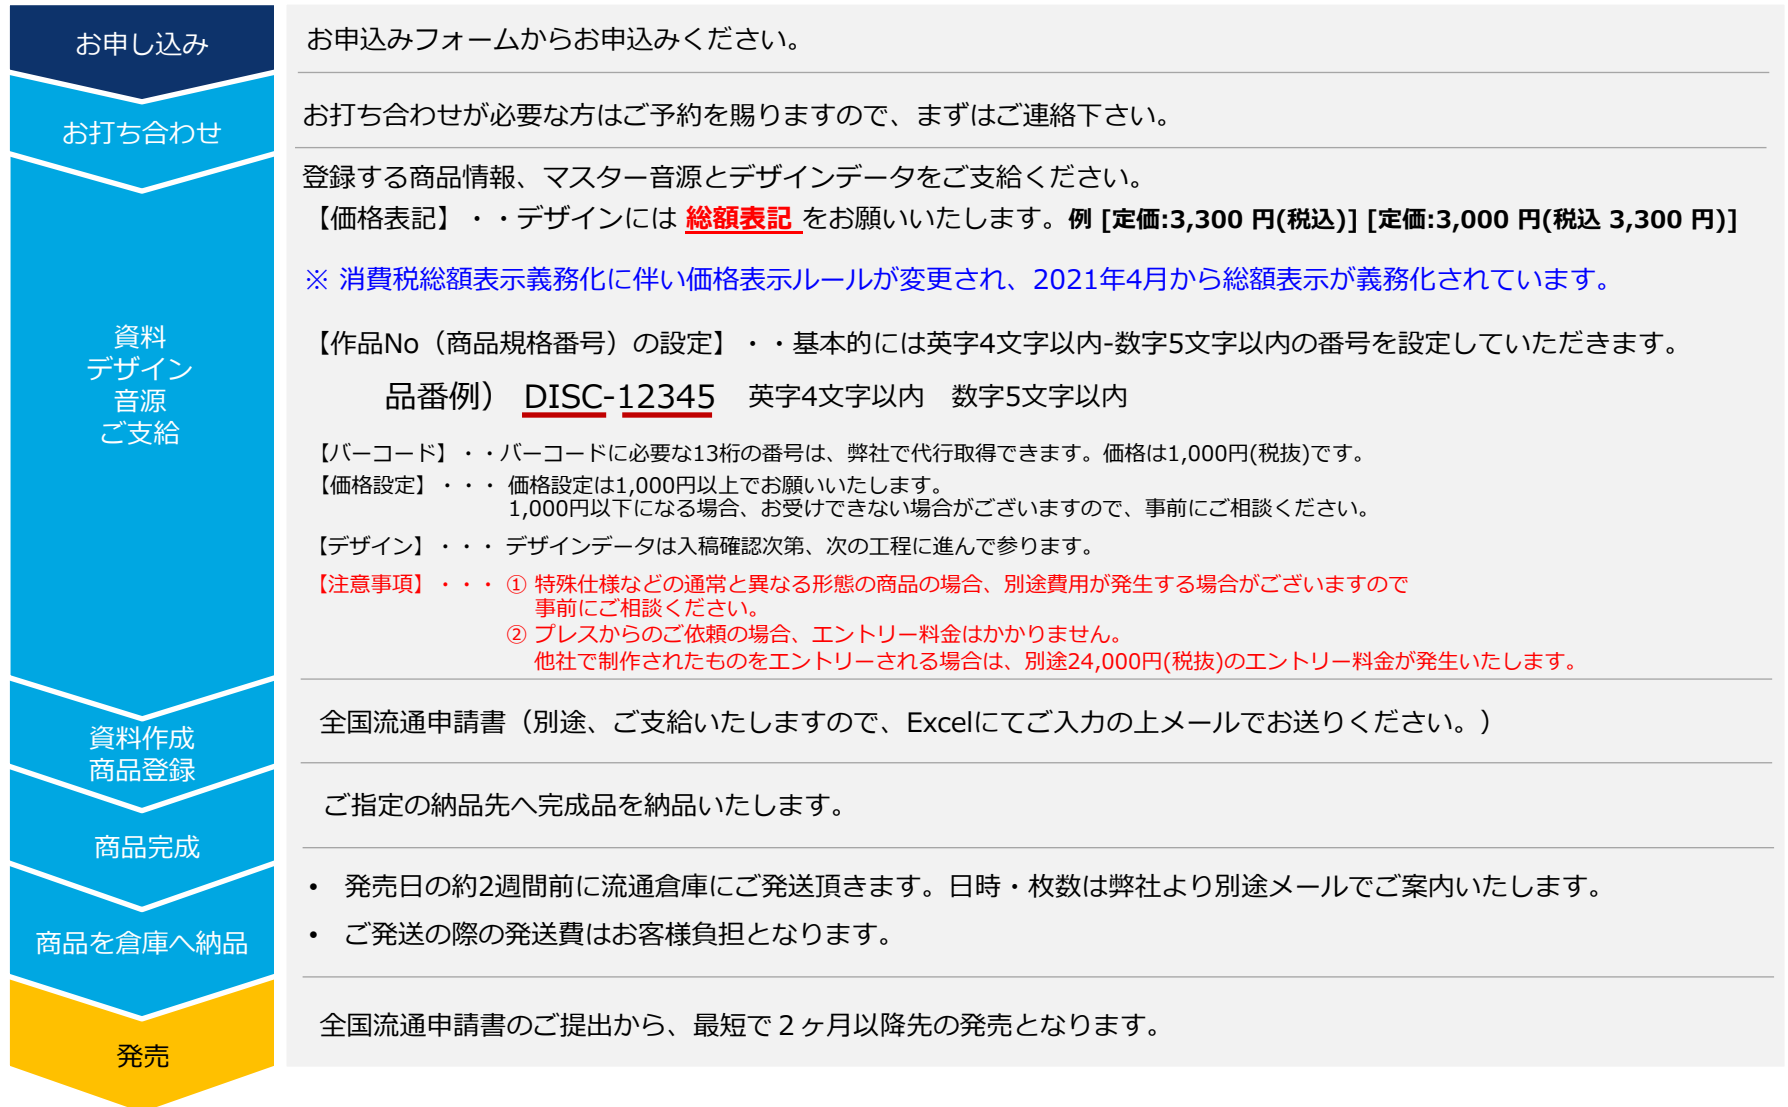 お申し込み
お申込みフォームからお申込みください。
お打ち合わせ
お打ち合わせが必要な方はご予約を賜りますので、まずはご連絡下さい。
資料
デザイン
音源
ご支給
登録する商品情報、マスター音源とデザインデータをご支給ください。
【価格表記】・・デザインには 総額表記 をお願いいたします。例 [定価:3,300 円(税込)] [定価:3,000 円(税込 3,300 円)]
※ 消費税総額表示義務化に伴い価格表示ルールが変更され、2021年4月から総額表示が義務化されています。
【作品No（商品規格番号）の設定】・・基本的には英字4文字以内-数字5文字以内の番号を設定していただきます。
品番例） DISC-12345 英字4文字以内 数字5文字以内
【バーコード】・・バーコードに必要な13桁の番号は、弊社で代行取得できます。価格は1,000円(税抜)です。
【価格設定】・・・ 価格設定は1,000円以上でお願いいたします。
1,000円以下になる場合、お受けできない場合がございますので、事前にご相談ください。
【デザイン】・・・ デザインデータは入稿確認次第、次の工程に進んで参ります。
【注意事項】・・・ ① 特殊仕様などの通常と異なる形態の商品の場合、別途費用が発生する場合がございますので
事前にご相談ください。
② プレスからのご依頼の場合、エントリー料金はかかりません。
他社で制作されたものをエントリーされる場合は、別途24,000円(税抜)のエントリー料金が発生いたします。
資料作成
商品登録
全国流通申請書（別途、ご支給いたしますので、Excelにてご入力の上メールでお送りください。）
商品完成
ご指定の納品先へ完成品を納品いたします。
商品を倉庫へ納品
• 発売日の約2週間前に流通倉庫にご発送頂きます。日時・枚数は弊社より別途メールでご案内いたします。
• ご発送の際の発送費はお客様負担となります。
発売
全国流通申請書のご提出から、最短で２ヶ月以降先の発売となります。